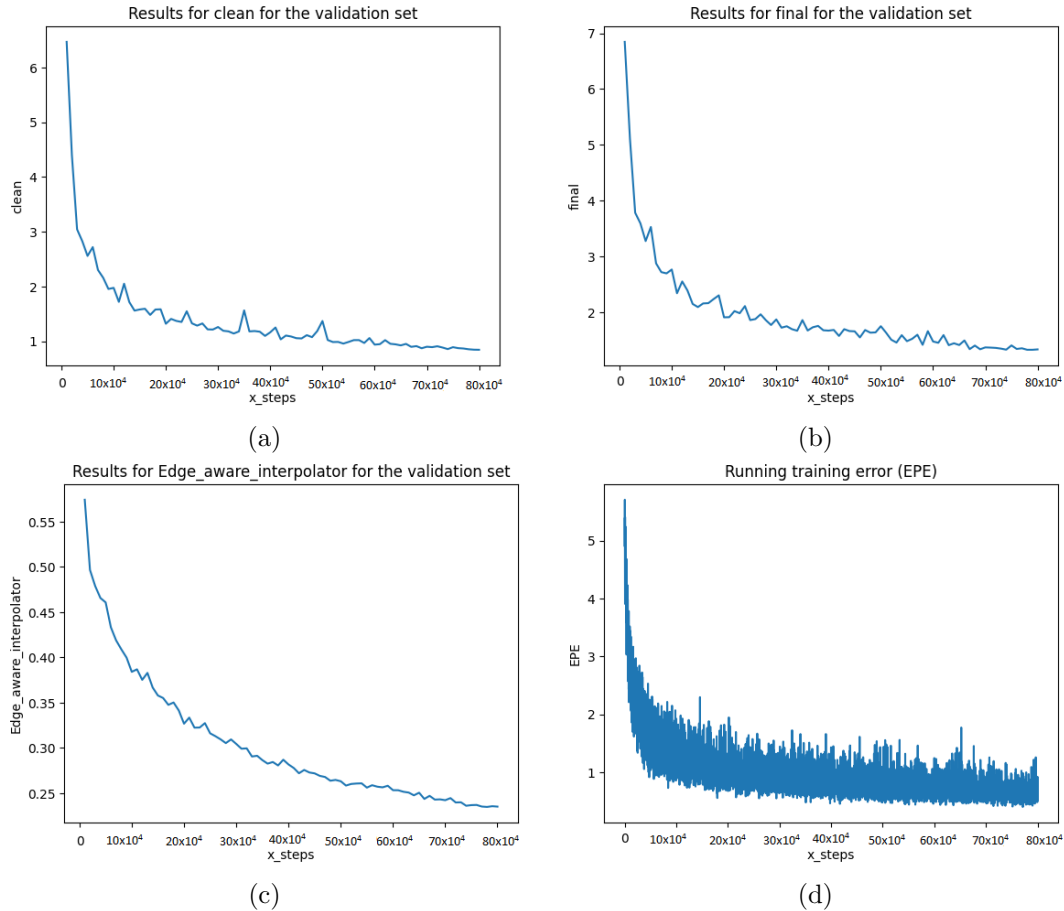 Results for clean for the validation set
6
5
4
3
2
1
clean
0 10x10⁴ 20x10⁴ 30x10⁴ 40x10⁴ 50x10⁴ 60x10⁴ 70x10⁴ 80x10⁴
x_steps
(a)
Results for final for the validation set
7
6
5
4
3
2
final
0 10x10⁴ 20x10⁴ 30x10⁴ 40x10⁴ 50x10⁴ 60x10⁴ 70x10⁴ 80x10⁴
x_steps
(b)
Results for Edge_aware_interpolator for the validation set
0.55
0.50
0.45
0.40
0.35
0.30
0.25
Edge_aware_interpolator
0 10x10⁴ 20x10⁴ 30x10⁴ 40x10⁴ 50x10⁴ 60x10⁴ 70x10⁴ 80x10⁴
x_steps
(c)
Running training error (EPE)
5
4
3
2
1
EPE
0 10x10⁴ 20x10⁴ 30x10⁴ 40x10⁴ 50x10⁴ 60x10⁴ 70x10⁴ 80x10⁴
x_steps
(d)